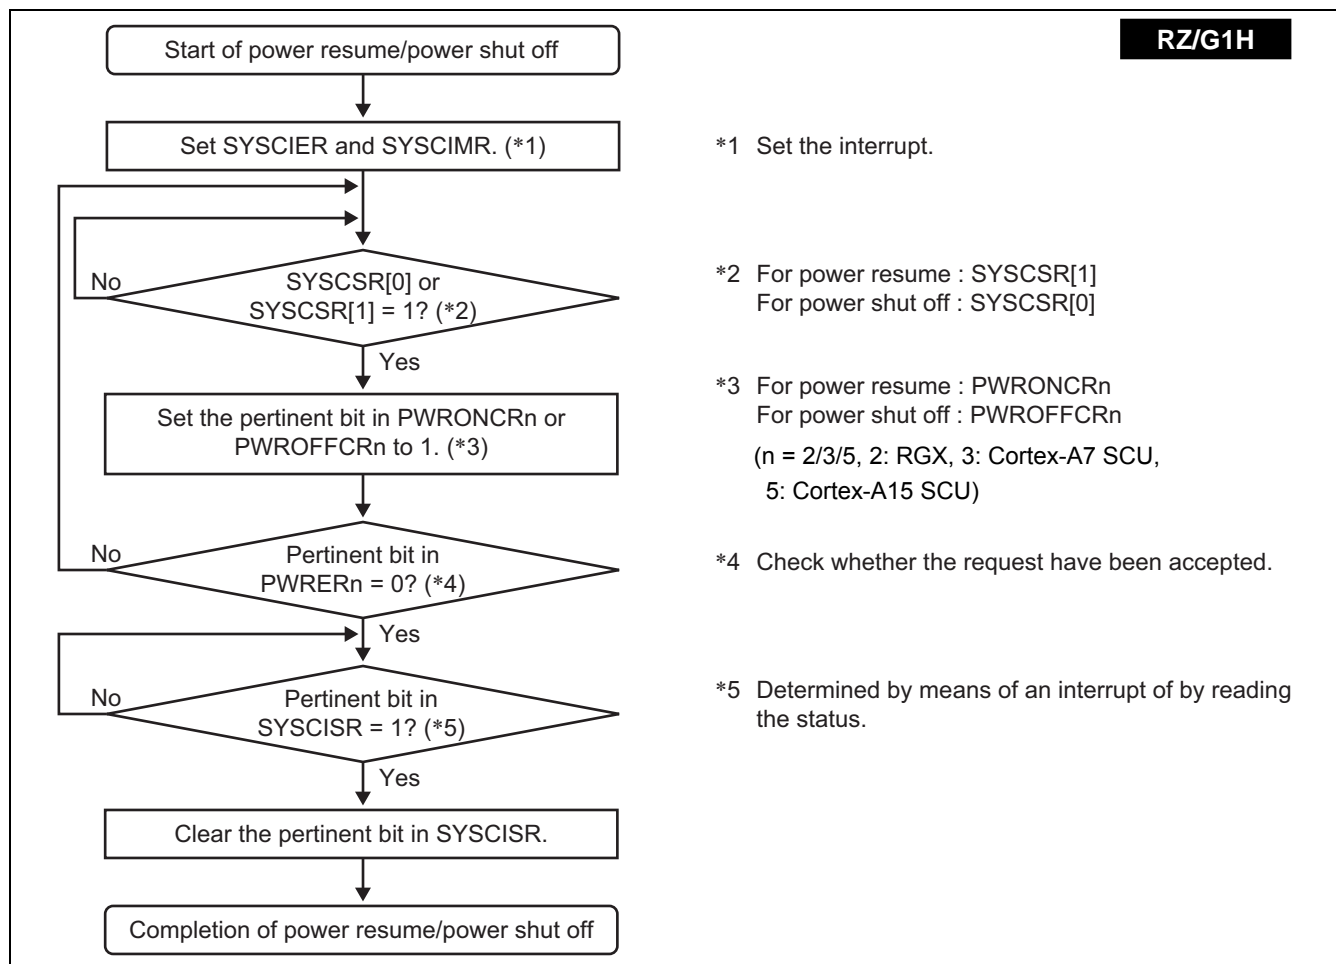 RZ/G1H
Start of power resume/power shut off
Set SYSCIER and SYSCIMR. (*1)
*1 Set the interrupt.
No
SYSCSR[0] or
SYSCSR[1] = 1? (*2)
*2 For power resume : SYSCSR[1]
For power shut off : SYSCSR[0]
Yes
Set the pertinent bit in PWRONCRn or
PWROFFCRn to 1. (*3)
*3 For power resume : PWRONCRn
For power shut off : PWROFFCRn
(n = 2/3/5, 2: RGX, 3: Cortex-A7 SCU,
5: Cortex-A15 SCU)
No
Pertinent bit in
PWRERn = 0? (*4)
*4 Check whether the request have been accepted.
Yes
No
Pertinent bit in
SYSCISR = 1? (*5)
*5 Determined by means of an interrupt of by reading
the status.
Yes
Clear the pertinent bit in SYSCISR.
Completion of power resume/power shut off